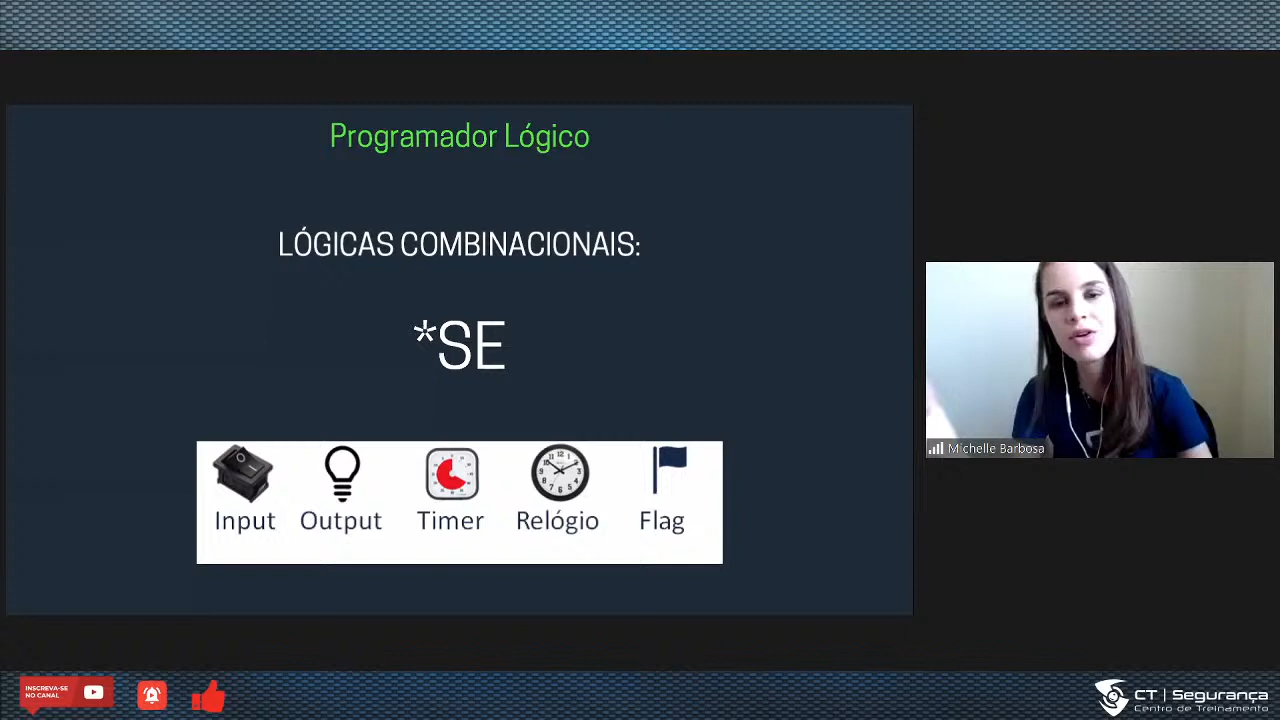 Programador Lógico
LÓGICAS COMBINACIONAIS:
*SE
Input Output Timer Relógio Flag
Michelle Barbosa
INSCREVA-SE
NO CANAL
CT | Segurança
Centro de Treinamento